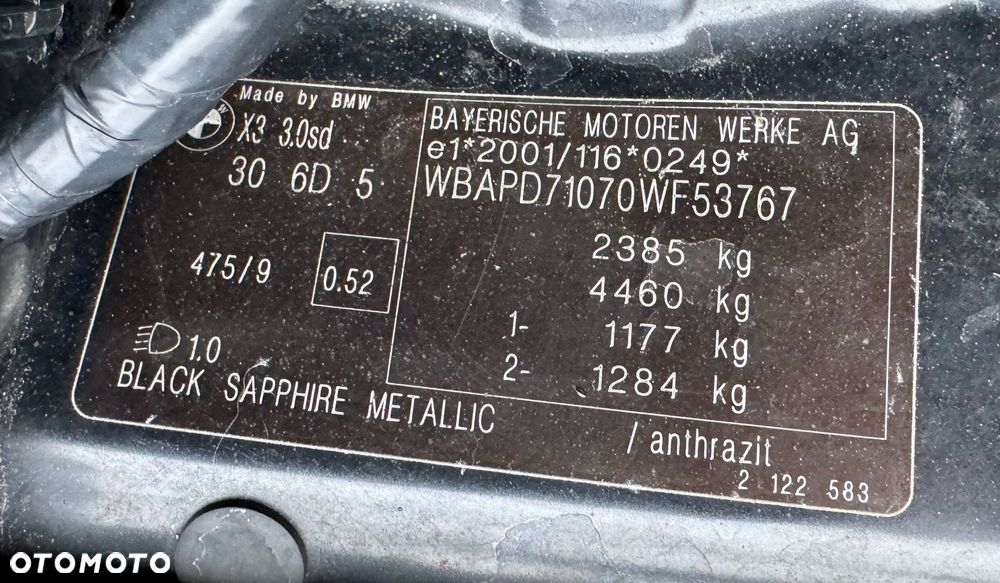 Made by BMW
X3 3.0sd
30 6D 5
475/9 0.52
1.0
BLACK SAPPHIRE METALLIC
BAYERISCHE MOTOREN WERKE AG
e1*2001/116*0249*
WBAPD71070WF53767
2385 kg
4460 kg
1- 1177 kg
2- 1284 kg
/ anthrazit
2 122 583
OTOMOTO